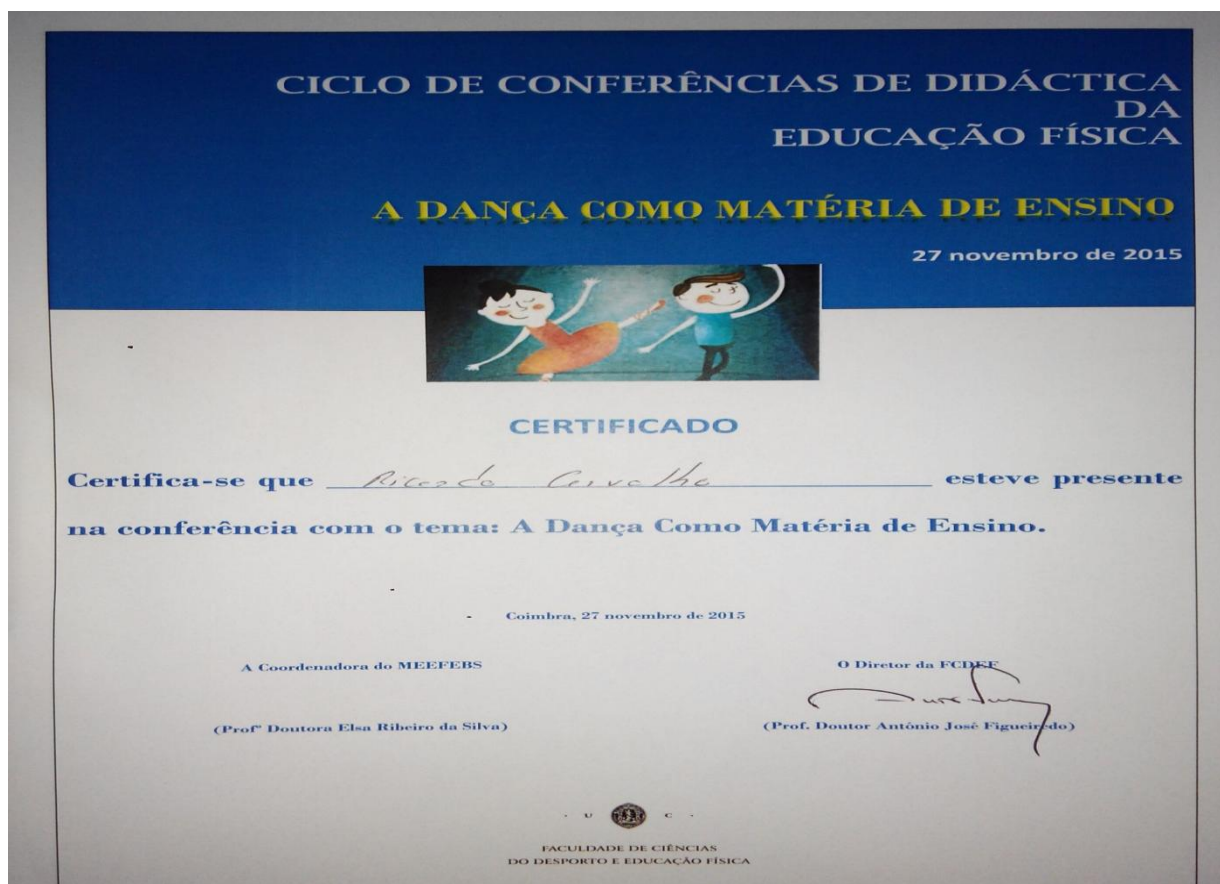 CICLO DE CONFERÊNCIAS DE DIDÁCTICA
DA
EDUCAÇÃO FÍSICA
A DANÇA COMO MATÉRIA DE ENSINO
27 novembro de 2015
CERTIFICADO
Certifica-se que Ricardo Carvalho esteve presente
na conferência com o tema: A Dança Como Matéria de Ensino.
Coimbra, 27 novembro de 2015
A Coordenadora do MEEFEBS O Diretor da FCDEF
(Profª Doutora Elsa Ribeiro da Silva) (Prof. Doutor António José Figueiredo)
· U C ·
FACULDADE DE CIÊNCIAS
DO DESPORTO E EDUCAÇÃO FÍSICA